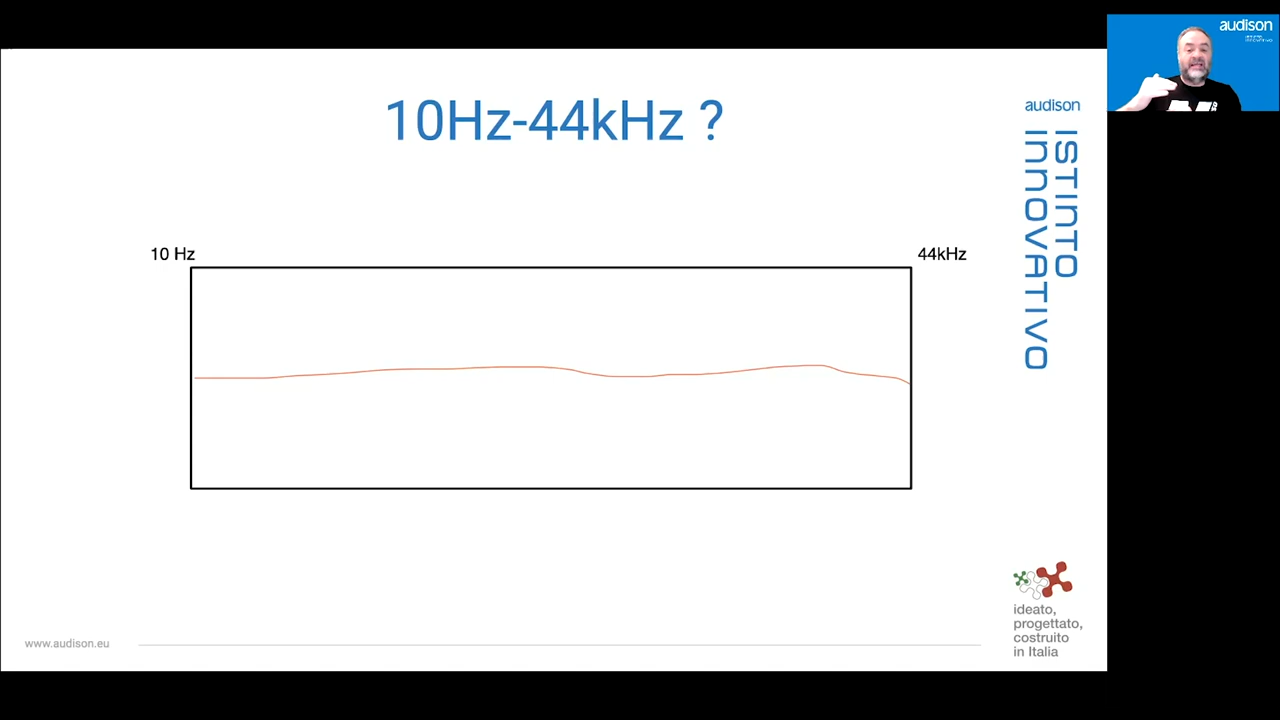 10Hz-44kHz ?
10 Hz
44kHz
audison
ISTINTO
INNOVATIVO
ideato,
progettato,
costruito
in Italia
www.audison.eu
audison